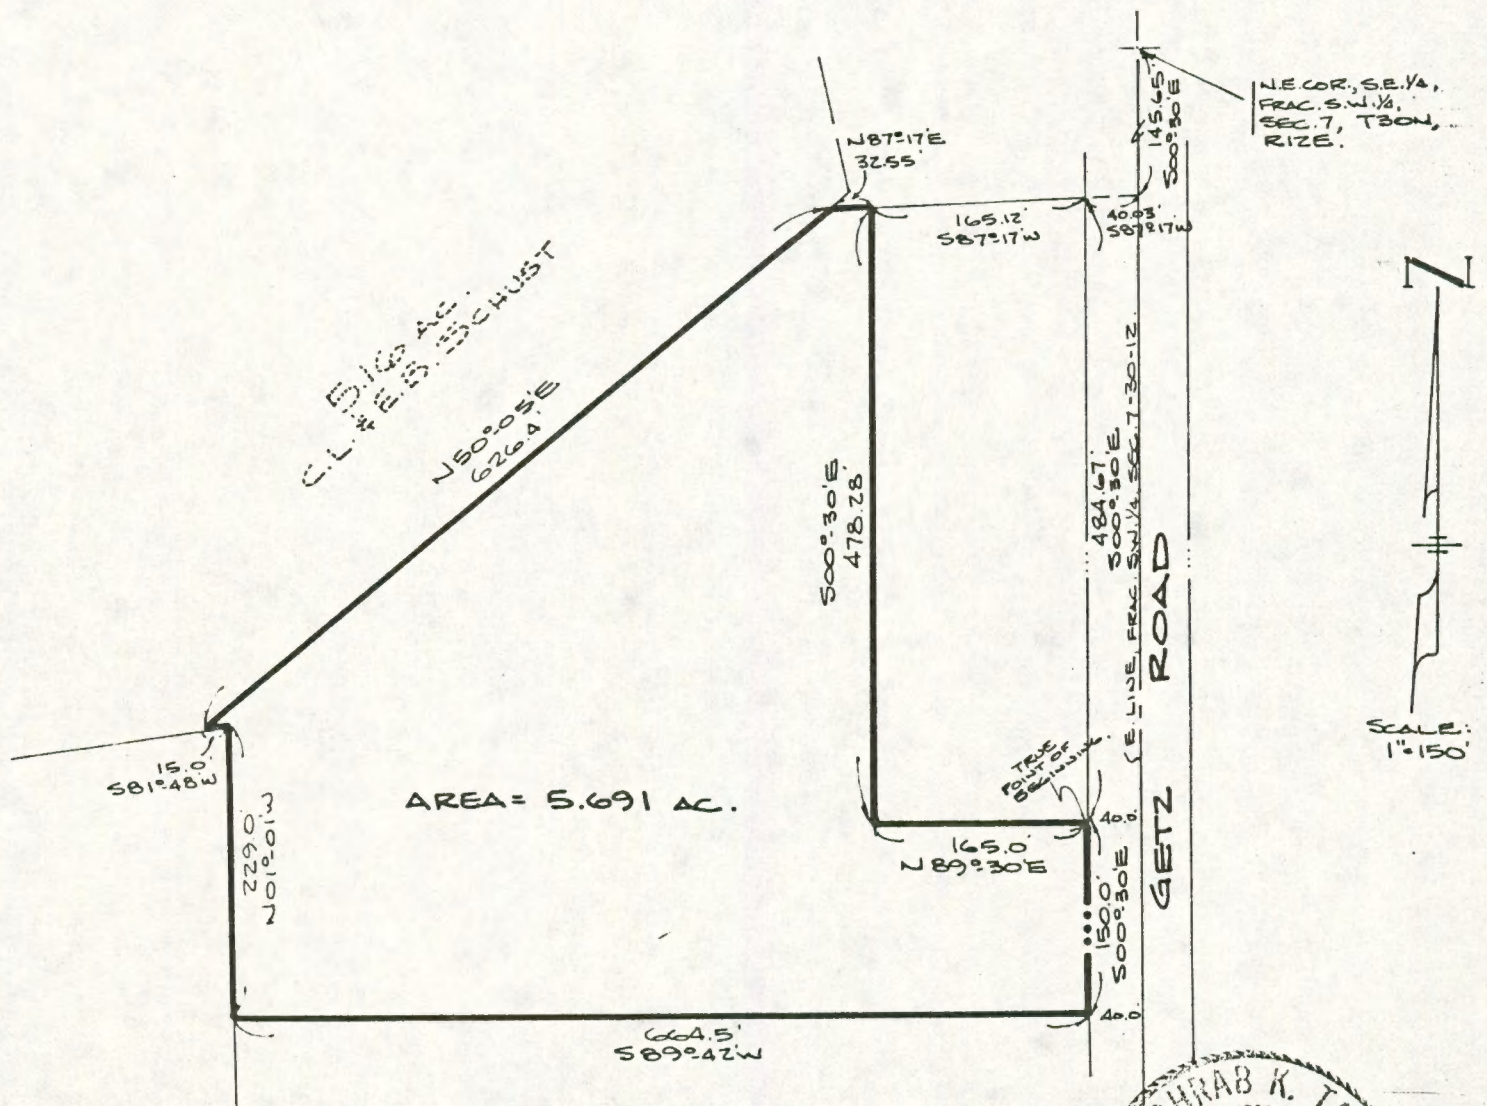 N.E. COR., S.E. 1/4,
FRAC. S.W. 1/4,
SEC. 7, T30N,
R12E.
145.65'
S00°-30'E
N87°-17'E
32.55'
165.12'
S87°-17'W
40.03'
S87°-17'W
N
5.16 AC.
C.L. & E.S. SCHUST
N50°-05'E
626.4'
S00°-30'E
478.28'
484.67'
S00°-30'E
E. LINE, FRAC. S.W. 1/4, SEC. 7-30-12
GETZ ROAD
SCALE:
1"=150'
15.0'
S81°-48'W
AREA = 5.691 AC.
TRUE
POINT OF
BEGINNING
40.0'
165.0'
N89°-30'E
229.0'
N01°-01'W
150.0'
S00°-30'E
40.0'
664.5'
S89°-42'W
HRAB K.